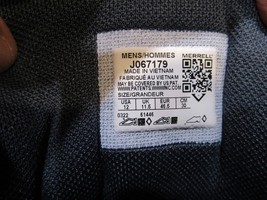 MENS/HOMMES MERRELL
J067179
MADE IN VIETNAM
FABRIQUÉ AU VIETNAM
MAY BE COVERED BY US PAT.
WWW.PATENTS.WWWINC.COM
SIZE/GRANDEUR
USA UK EUR CM
12 11.5 46.5 30
0322 61446